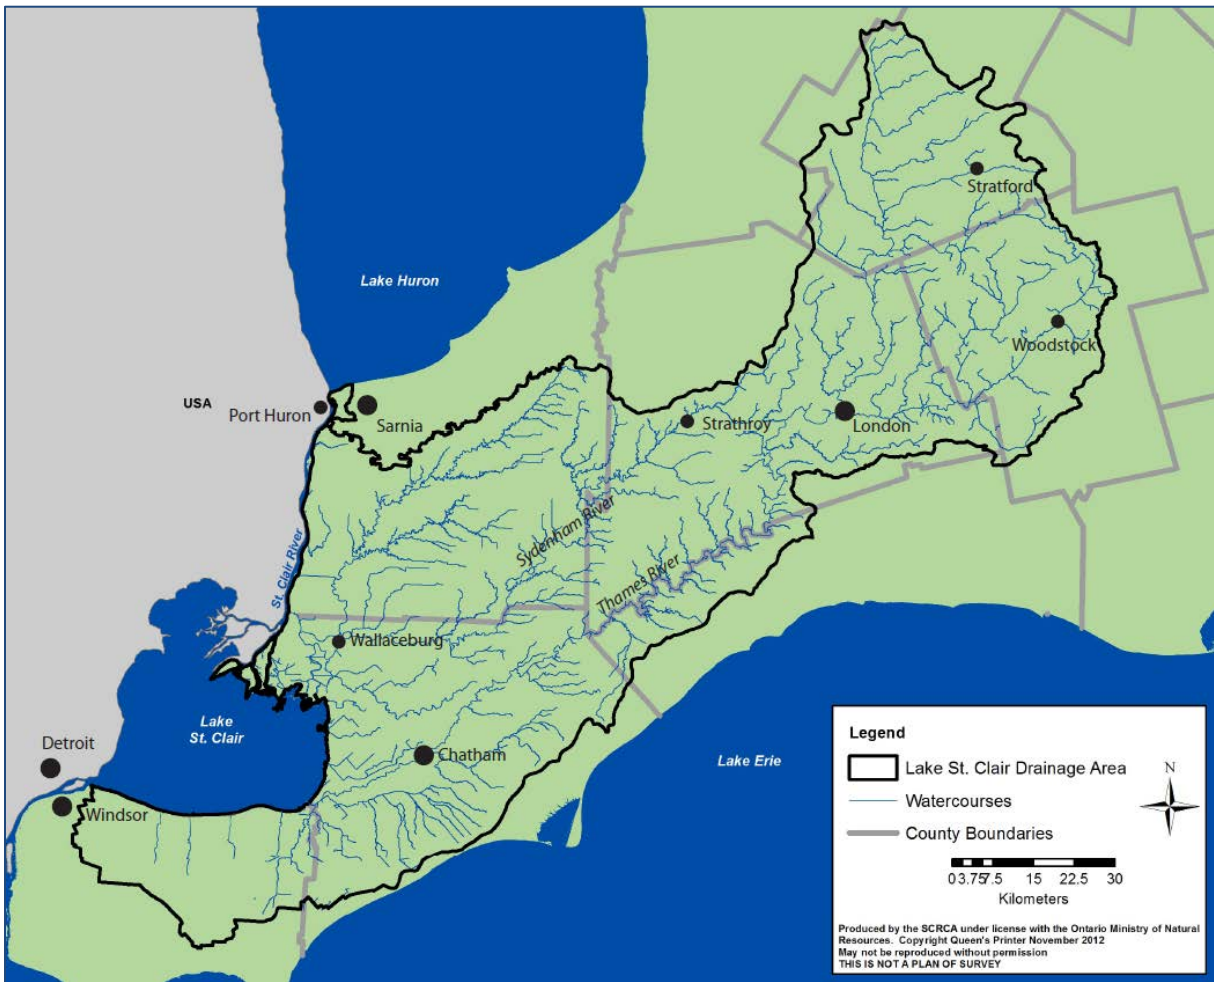 Stratford
Lake Huron
Woodstock
USA
Port Huron
Sarnia
Strathroy
London
Sydenham River
St. Clair River
Thames River
Wallaceburg
Lake
St. Clair
Detroit
Chatham
Lake Erie
Windsor
Legend
Lake St. Clair Drainage Area
N
Watercourses
County Boundaries
0 3.75 7.5 15 22.5 30
Kilometers
Produced by the SCRCA under license with the Ontario Ministry of Natural
Resources. Copyright Queen's Printer November 2012
May not be reproduced without permission
THIS IS NOT A PLAN OF SURVEY